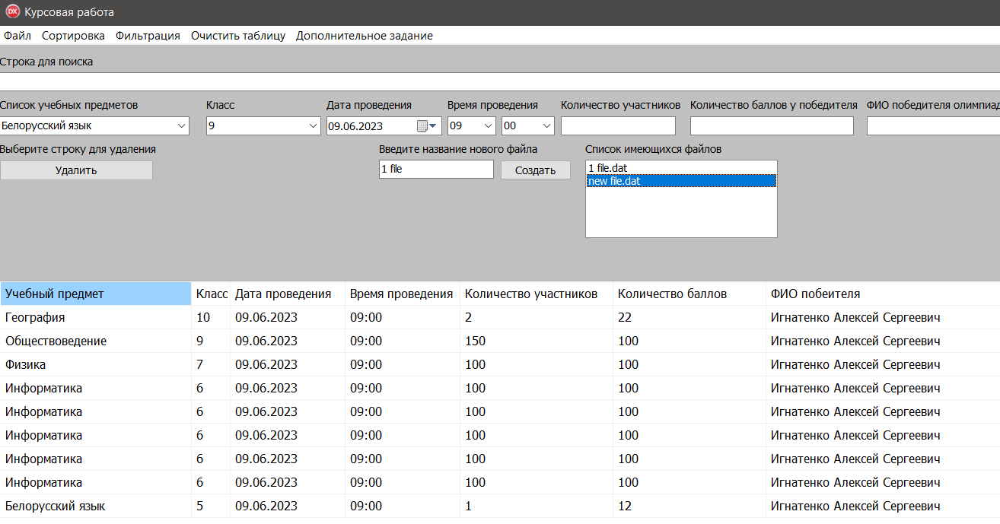 DX Курсовая работа
Файл Сортировка Фильтрация Очистить таблицу Дополнительное задание
Строка для поиска
Список учебных предметов Класс Дата проведения Время проведения Количество участников Количество баллов у победителя ФИО победителя олимпиад
Белорусский язык 9 09.06.2023 09 00
Выберите строку для удаления Введите название нового файла Список имеющихся файлов
Удалить 1 file Создать 1 file.dat
new file.dat
Учебный предмет Класс Дата проведения Время проведения Количество участников Количество баллов ФИО побеителя
География 10 09.06.2023 09:00 2 22 Игнатенко Алексей Сергеевич
Обществоведение 9 09.06.2023 09:00 150 100 Игнатенко Алексей Сергеевич
Физика 7 09.06.2023 09:00 100 100 Игнатенко Алексей Сергеевич
Информатика 6 09.06.2023 09:00 100 100 Игнатенко Алексей Сергеевич
Информатика 6 09.06.2023 09:00 100 100 Игнатенко Алексей Сергеевич
Информатика 6 09.06.2023 09:00 100 100 Игнатенко Алексей Сергеевич
Информатика 6 09.06.2023 09:00 100 100 Игнатенко Алексей Сергеевич
Информатика 6 09.06.2023 09:00 100 100 Игнатенко Алексей Сергеевич
Белорусский язык 5 09.06.2023 09:00 1 12 Игнатенко Алексей Сергеевич